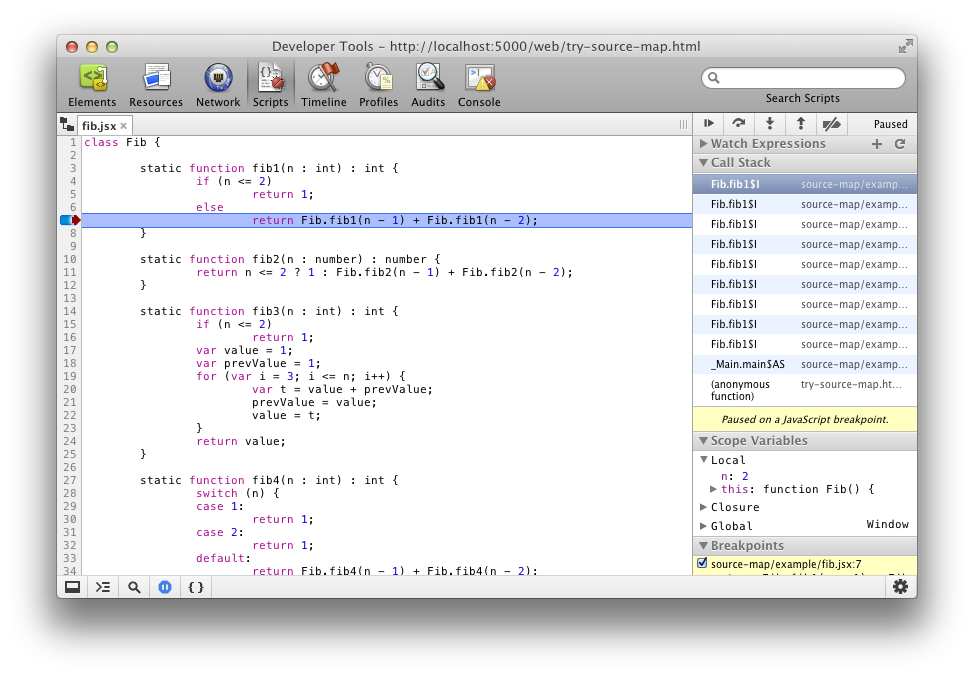 Developer Tools - http://localhost:5000/web/try-source-map.html
Elements Resources Network Scripts Timeline Profiles Audits Console
Search Scripts
fib.jsx ×
Paused
1 class Fib {
2
3 static function fib1(n : int) : int {
4 if (n <= 2)
5 return 1;
6 else
return Fib.fib1(n - 1) + Fib.fib1(n - 2);
8 }
9
10 static function fib2(n : number) : number {
11 return n <= 2 ? 1 : Fib.fib2(n - 1) + Fib.fib2(n - 2);
12 }
13
14 static function fib3(n : int) : int {
15 if (n <= 2)
16 return 1;
17 var value = 1;
18 var prevValue = 1;
19 for (var i = 3; i <= n; i++) {
20 var t = value + prevValue;
21 prevValue = value;
22 value = t;
23 }
24 return value;
25 }
26
27 static function fib4(n : int) : int {
28 switch (n) {
29 case 1:
30 return 1;
31 case 2:
32 return 1;
33 default:
34 return Fib.fib4(n - 1) + Fib.fib4(n - 2);
Watch Expressions
Call Stack
Fib.fib1$I source-map/examp...
Fib.fib1$I source-map/examp...
Fib.fib1$I source-map/examp...
Fib.fib1$I source-map/examp...
Fib.fib1$I source-map/examp...
Fib.fib1$I source-map/examp...
Fib.fib1$I source-map/examp...
Fib.fib1$I source-map/examp...
Fib.fib1$I source-map/examp...
_Main.main$AS source-map/examp...
(anonymous try-source-map.ht...
function)
Paused on a JavaScript breakpoint.
Scope Variables
Local
n: 2
this: function Fib() {
Closure
Global Window
Breakpoints
source-map/example/fib.jsx:7